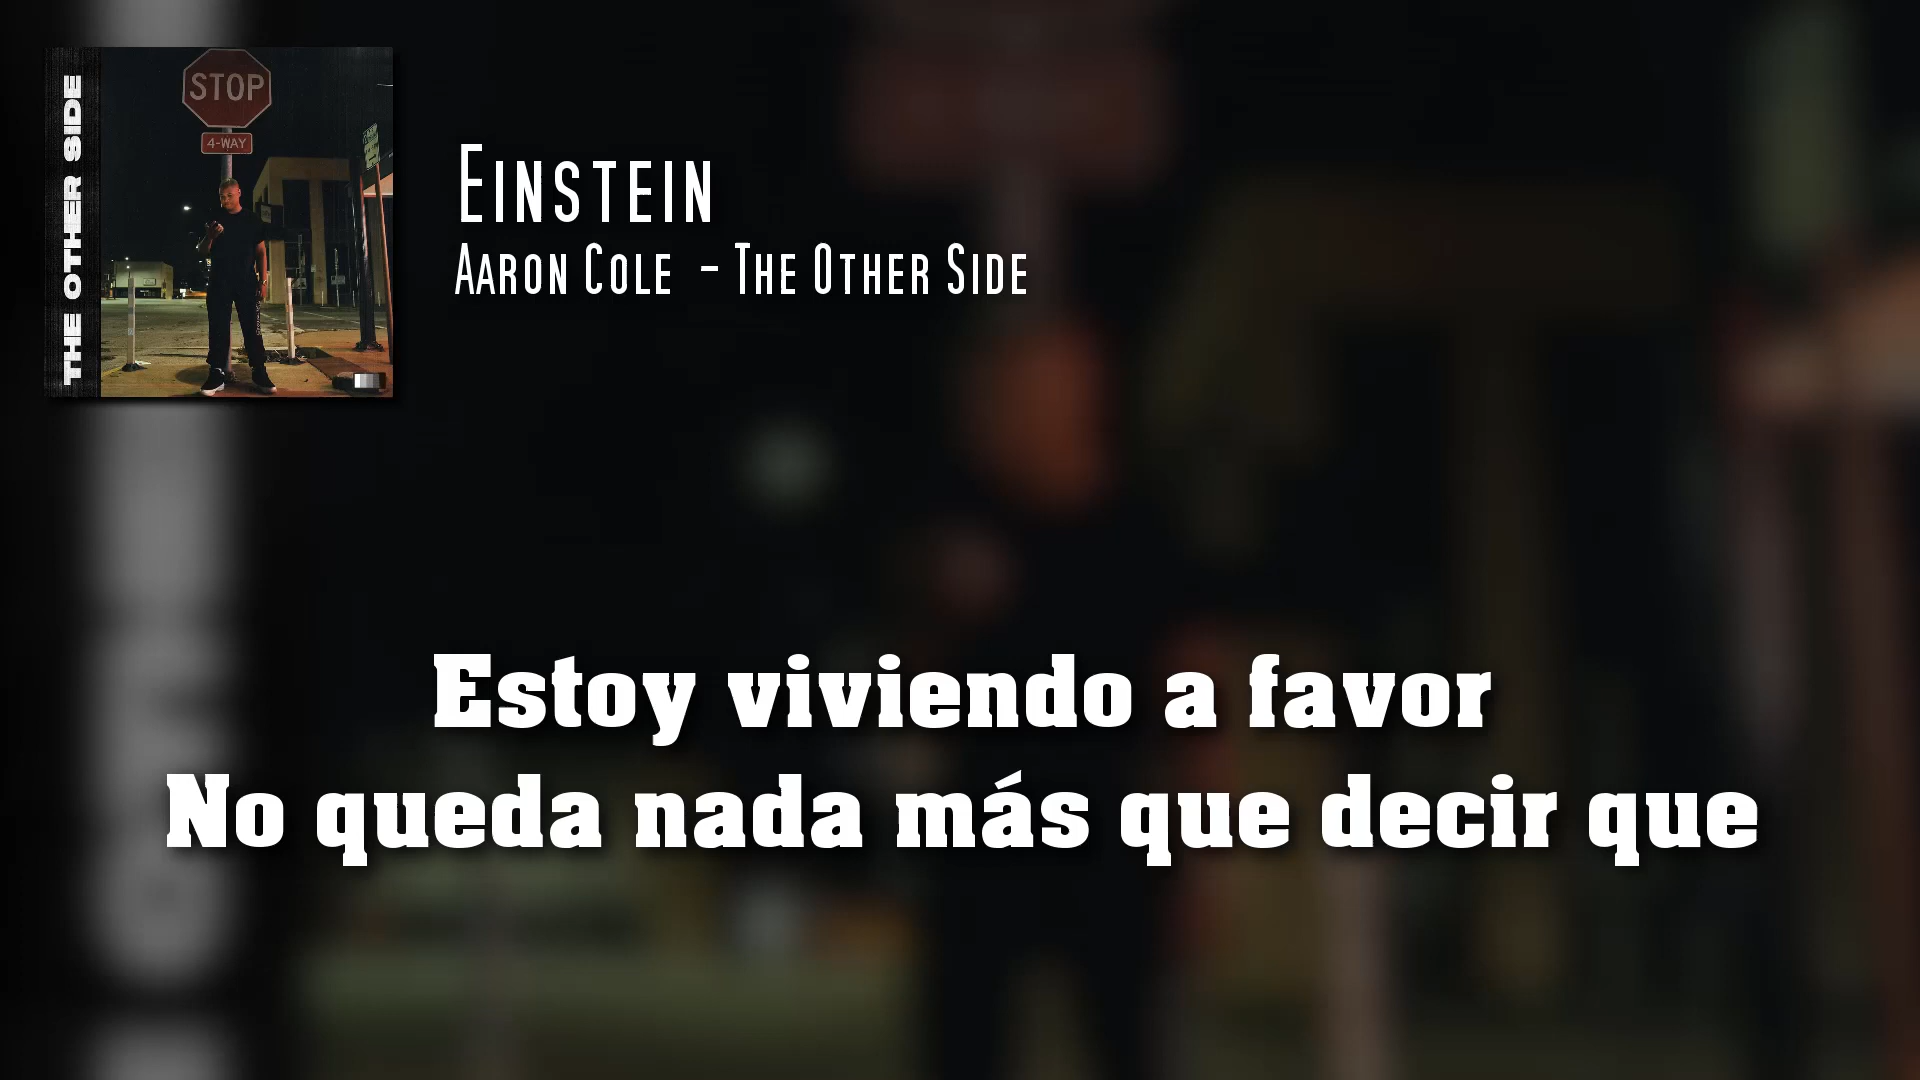 THE OTHER SIDE
STOP
4-WAY
Einstein
Aaron Cole - The Other Side
Estoy viviendo a favor
No queda nada más que decir que